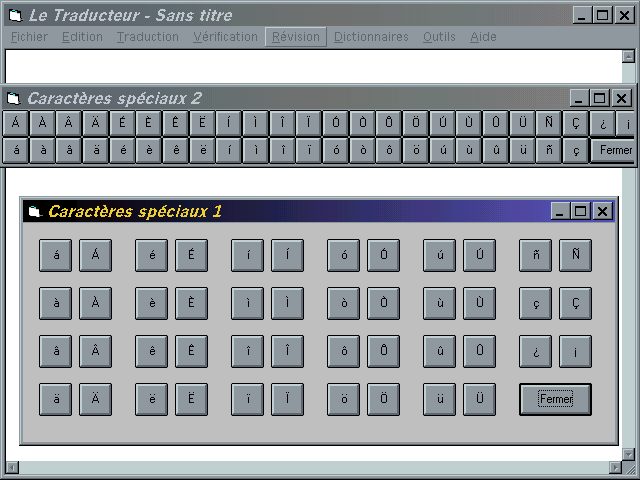 Le Traducteur - Sans titre
Fichier Edition Traduction Vérification Révision Dictionnaires Outils Aide
Caractères spéciaux 2
Á À Â Ä É È Ê Ë Í Ì Î Ï Ó Ò Ô Ö Ú Ù Û Ü Ñ Ç ¿ ¡
á à â ä é è ê ë í ì î ï ó ò ô ö ú ù û ü ñ ç Fermer
Caractères spéciaux 1
á Á é É í Í ó Ó ú Ú ñ Ñ
à À è È ì Ì ò Ò ù Ù ç Ç
â Â ê Ê î Î ô Ô û Û ¿ ¡
ä Ä ë Ë ï Ï ö Ö ü Ü Fermer